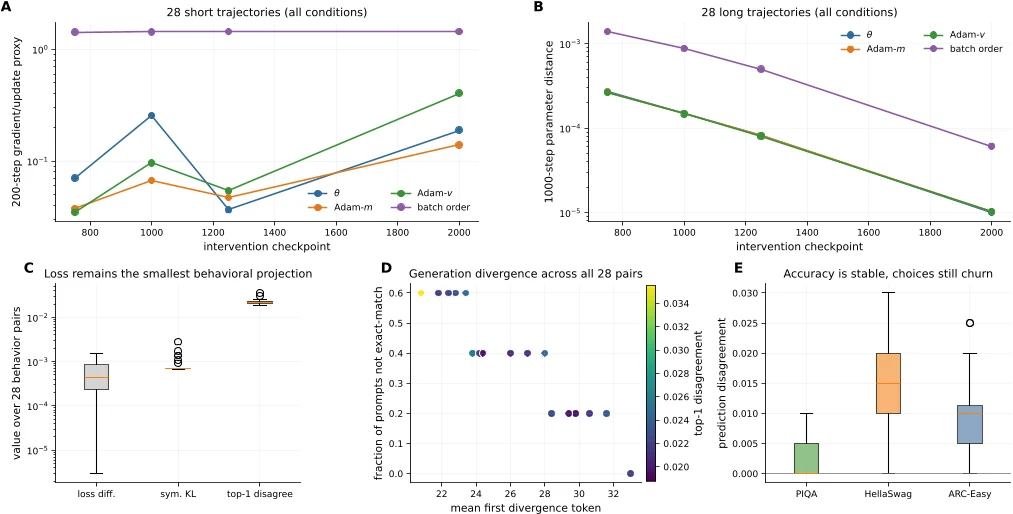 A
28 short trajectories (all conditions)
200-step gradient/update proxy
10⁰
10⁻¹
θ
Adam-m
Adam-v
batch order
800
1000
1200
1400
1600
1800
2000
intervention checkpoint
B
28 long trajectories (all conditions)
1000-step parameter distance
10⁻³
10⁻⁴
10⁻⁵
θ
Adam-m
Adam-v
batch order
800
1000
1200
1400
1600
1800
2000
intervention checkpoint
C
Loss remains the smallest behavioral projection
value over 28 behavior pairs
10⁻²
10⁻³
10⁻⁴
10⁻⁵
loss diff.
sym. KL
top-1 disagree
D
Generation divergence across all 28 pairs
fraction of prompts not exact-match
0.6
0.5
0.4
0.3
0.2
0.1
0.0
22
24
26
28
30
32
mean first divergence token
0.034
0.032
0.030
0.028
0.026
0.024
0.022
0.020
top-1 disagreement
E
Accuracy is stable, choices still churn
prediction disagreement
0.030
0.025
0.020
0.015
0.010
0.005
0.000
PIQA
HellaSwag
ARC-Easy